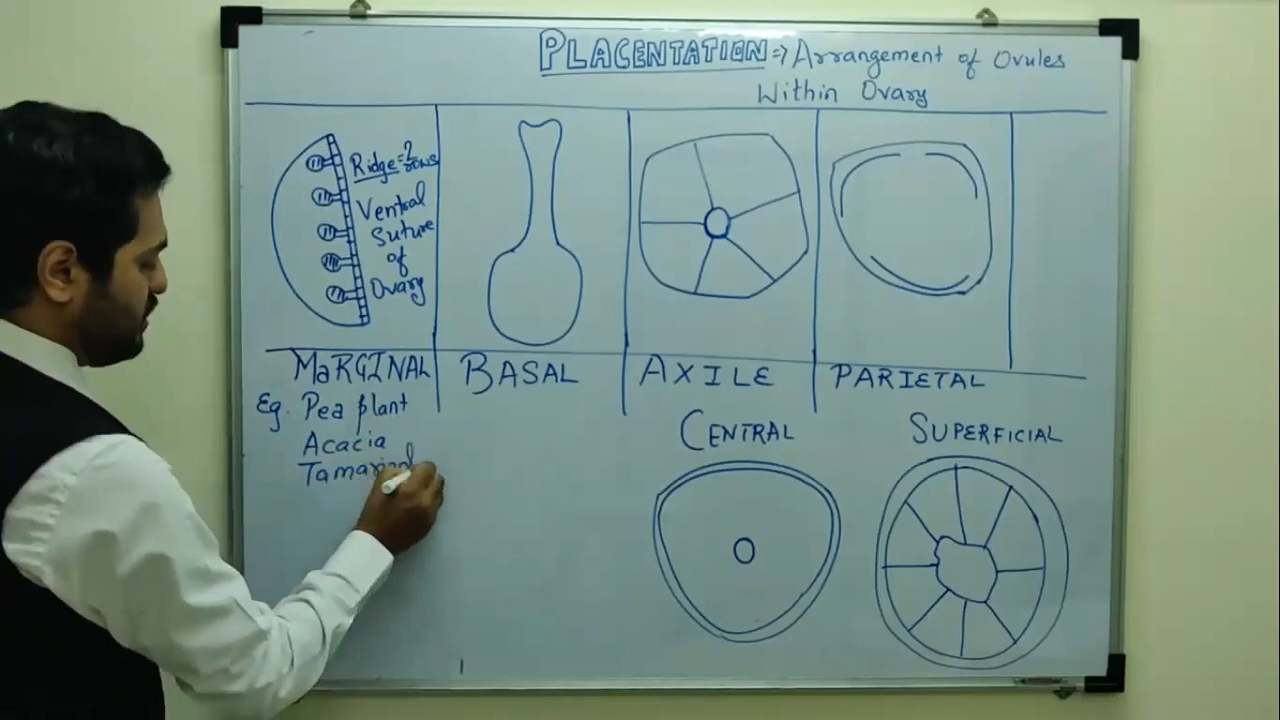 PLACENTATION => Arrangement of Ovules
Within Ovary
Ridge = 2 rows
Ventral
Suture
of
Ovary
MaRGINAL
BASAL
AXILE
PARIETAL
Eg. Pea plant
Acacia
Tamarind
CENTRAL
SUPERFICIAL